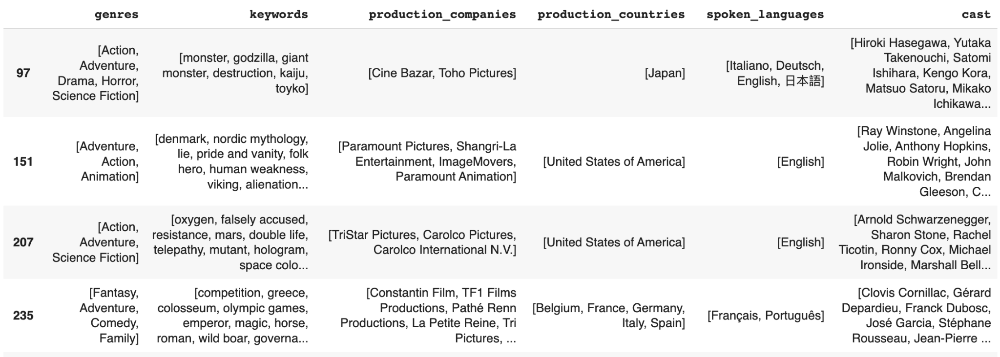 genres keywords production_companies production_countries spoken_languages cast
97
[Action,
Adventure,
Drama, Horror,
Science Fiction]
[monster, godzilla, giant
monster, destruction, kaiju,
toyko]
[Cine Bazar, Toho Pictures]
[Japan]
[Italiano, Deutsch,
English, 日本語]
[Hiroki Hasegawa, Yutaka
Takenouchi, Satomi
Ishihara, Kengo Kora,
Matsuo Satoru, Mikako
Ichikawa...
151
[Adventure,
Action,
Animation]
[denmark, nordic mythology,
lie, pride and vanity, folk
hero, human weakness,
viking, alienation...
[Paramount Pictures, Shangri-La
Entertainment, ImageMovers,
Paramount Animation]
[United States of America]
[English]
[Ray Winstone, Angelina
Jolie, Anthony Hopkins,
Robin Wright, John
Malkovich, Brendan
Gleeson, C...
207
[Action,
Adventure,
Science Fiction]
[oxygen, falsely accused,
resistance, mars, double life,
telepathy, mutant, hologram,
space colo...
[TriStar Pictures, Carolco Pictures,
Carolco International N.V.]
[United States of America]
[English]
[Arnold Schwarzenegger,
Sharon Stone, Rachel
Ticotin, Ronny Cox, Michael
Ironside, Marshall Bell...
235
[Fantasy,
Adventure,
Comedy,
Family]
[competition, greece,
colosseum, olympic games,
emperor, magic, horse,
roman, wild boar, governa...
[Constantin Film, TF1 Films
Productions, Pathé Renn
Productions, La Petite Reine, Tri
Pictures, ...
[Belgium, France, Germany,
Italy, Spain]
[Français, Português]
[Clovis Cornillac, Gérard
Depardieu, Franck Dubosc,
José Garcia, Stéphane
Rousseau, Jean-Pierre ...